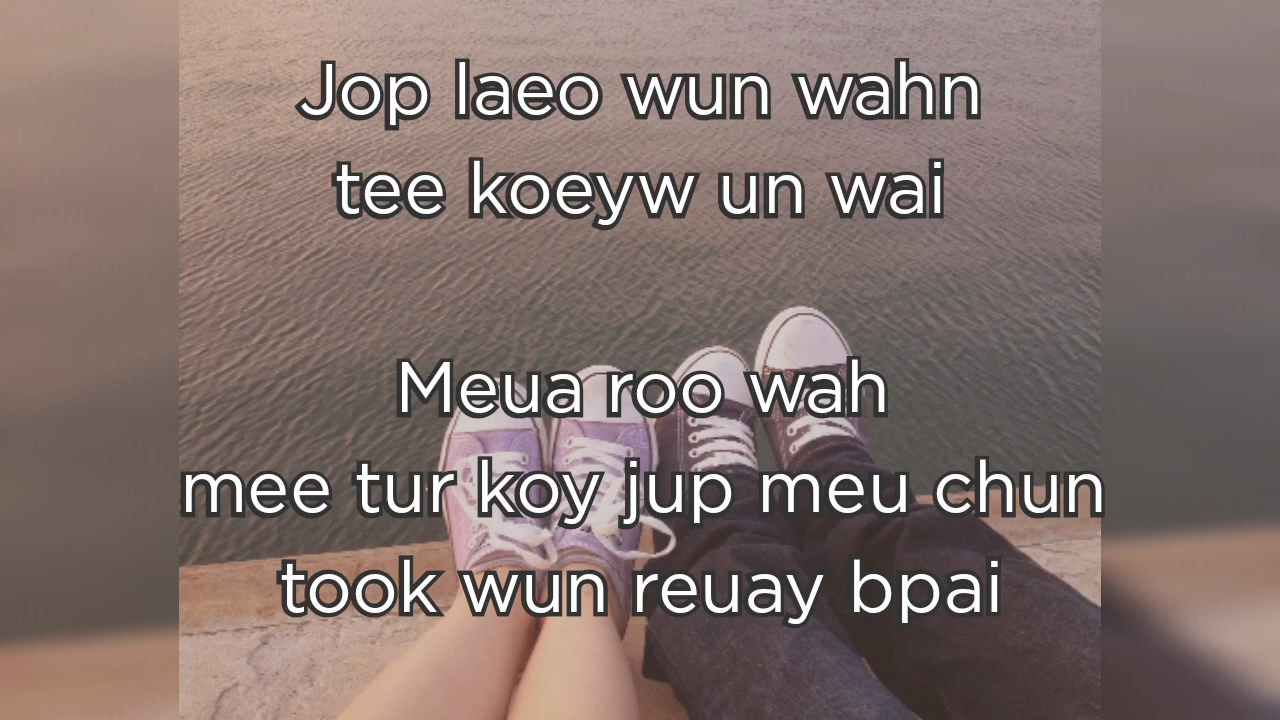 Jop laeo wun wahn
tee koeyw un wai
Meua roo wah
mee tur koy jup meu chun
took wun reuay bpai